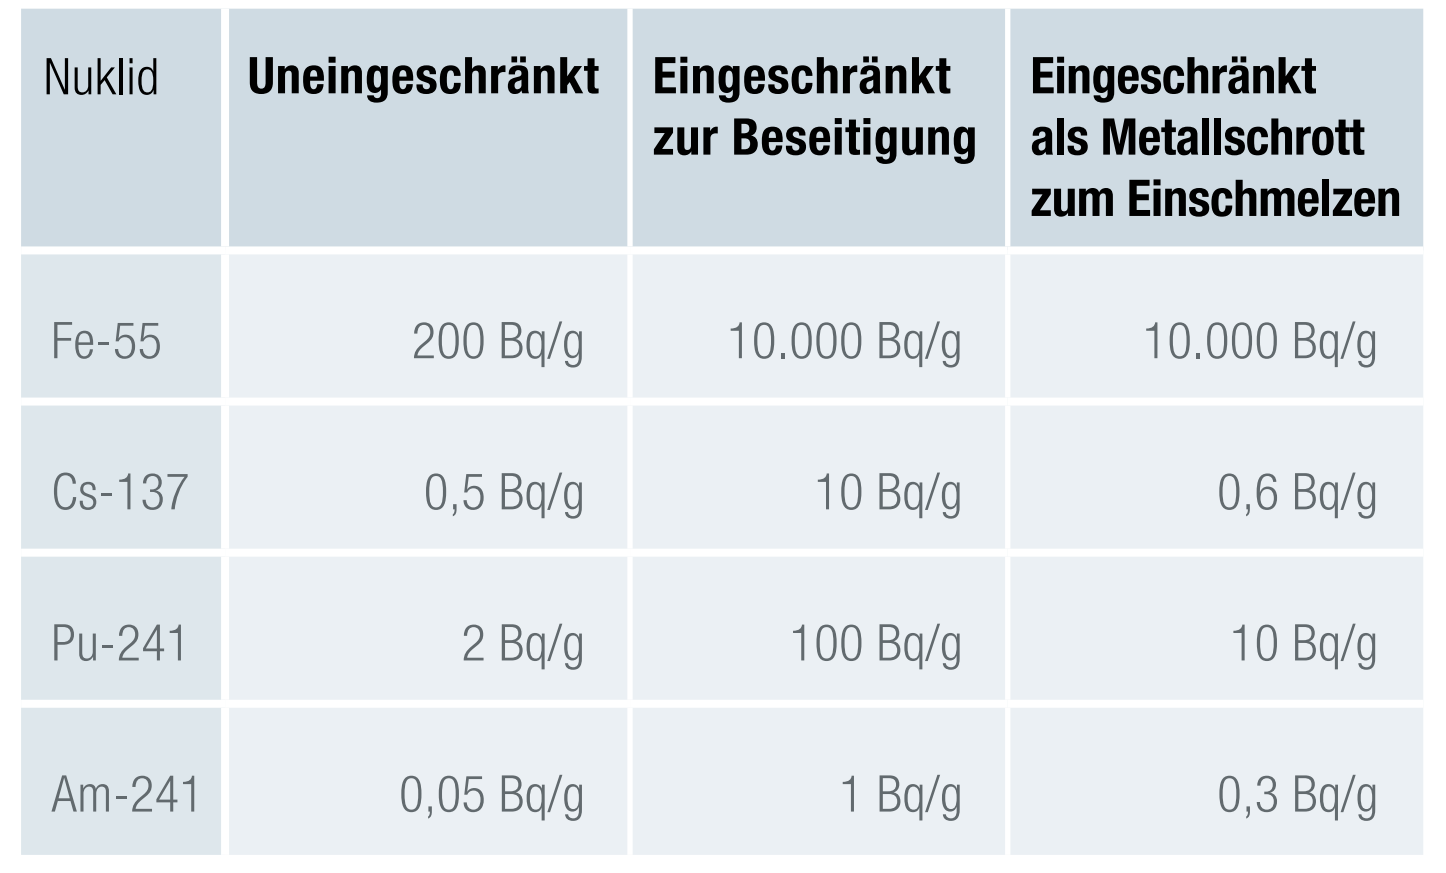 Nuklid
Uneingeschränkt
Eingeschränkt
zur Beseitigung
Eingeschränkt
als Metallschrott
zum Einschmelzen
Fe-55 200 Bq/g 10.000 Bq/g 10.000 Bq/g
Cs-137 0,5 Bq/g 10 Bq/g 0,6 Bq/g
Pu-241 2 Bq/g 100 Bq/g 10 Bq/g
Am-241 0,05 Bq/g 1 Bq/g 0,3 Bq/g